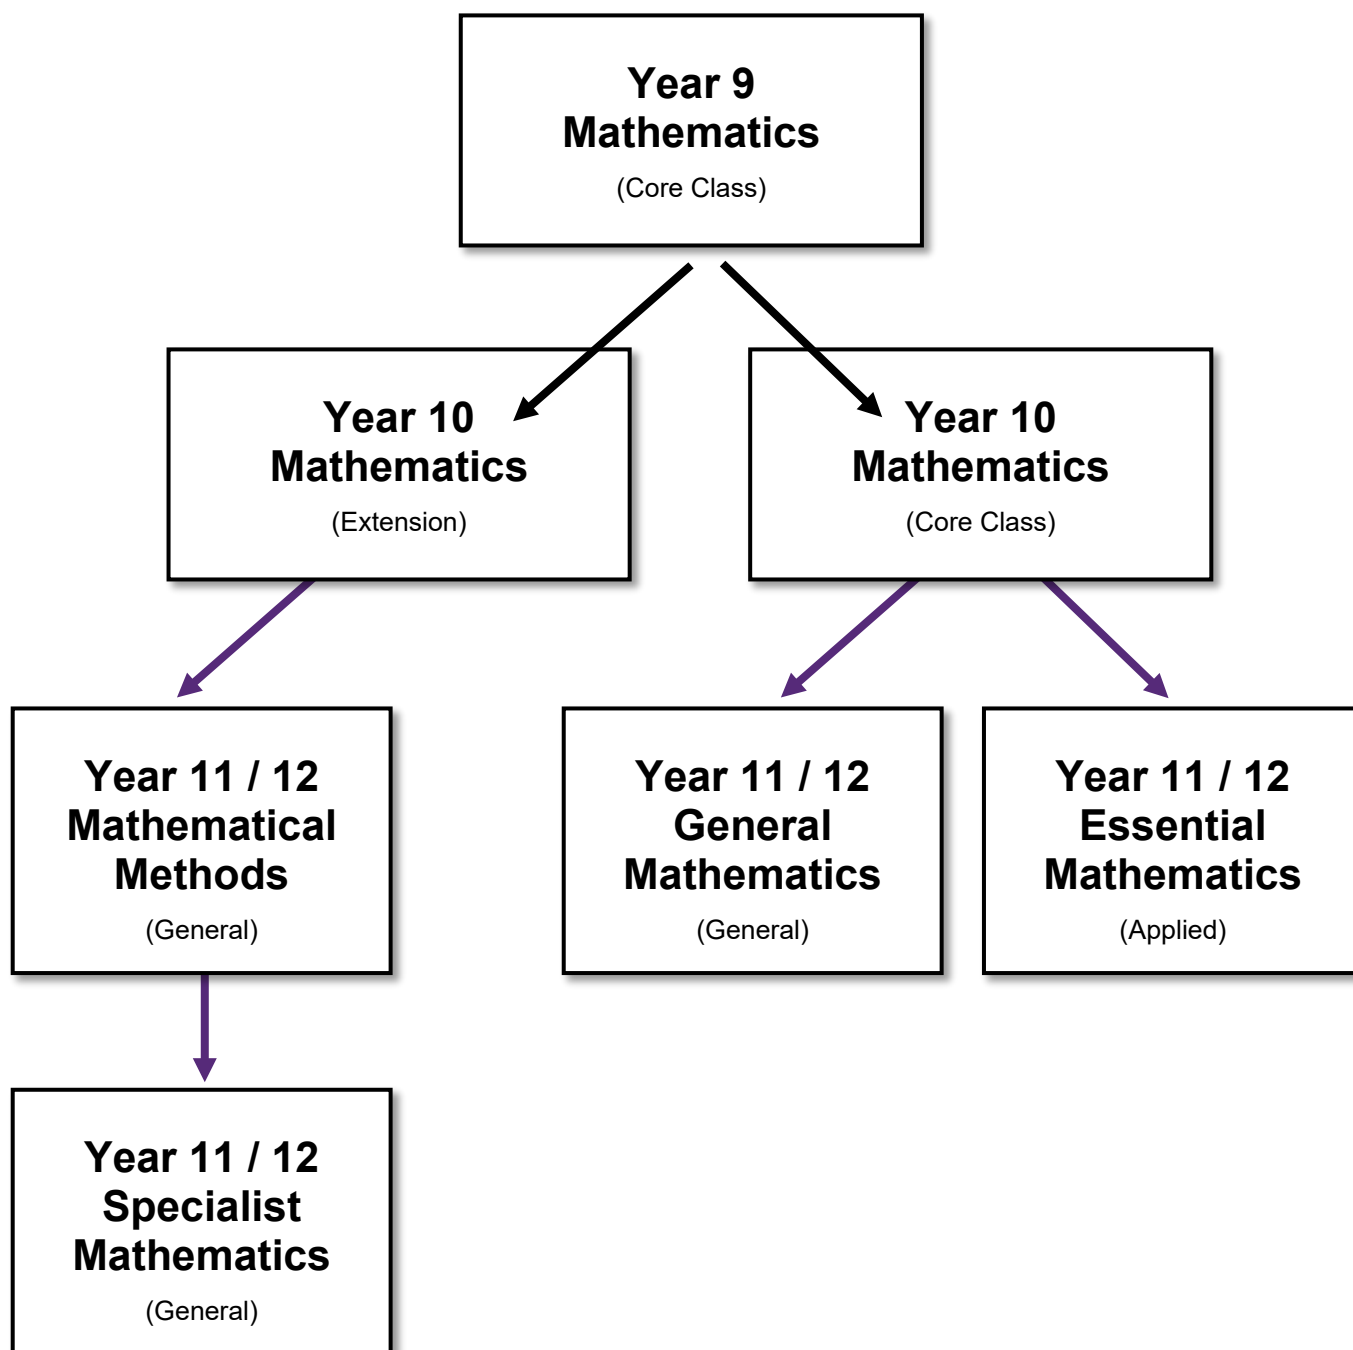 Year 9
Mathematics
(Core Class)
Year 10
Mathematics
(Extension)
Year 10
Mathematics
(Core Class)
Year 11 / 12
Mathematical
Methods
(General)
Year 11 / 12
General
Mathematics
(General)
Year 11 / 12
Essential
Mathematics
(Applied)
Year 11 / 12
Specialist
Mathematics
(General)